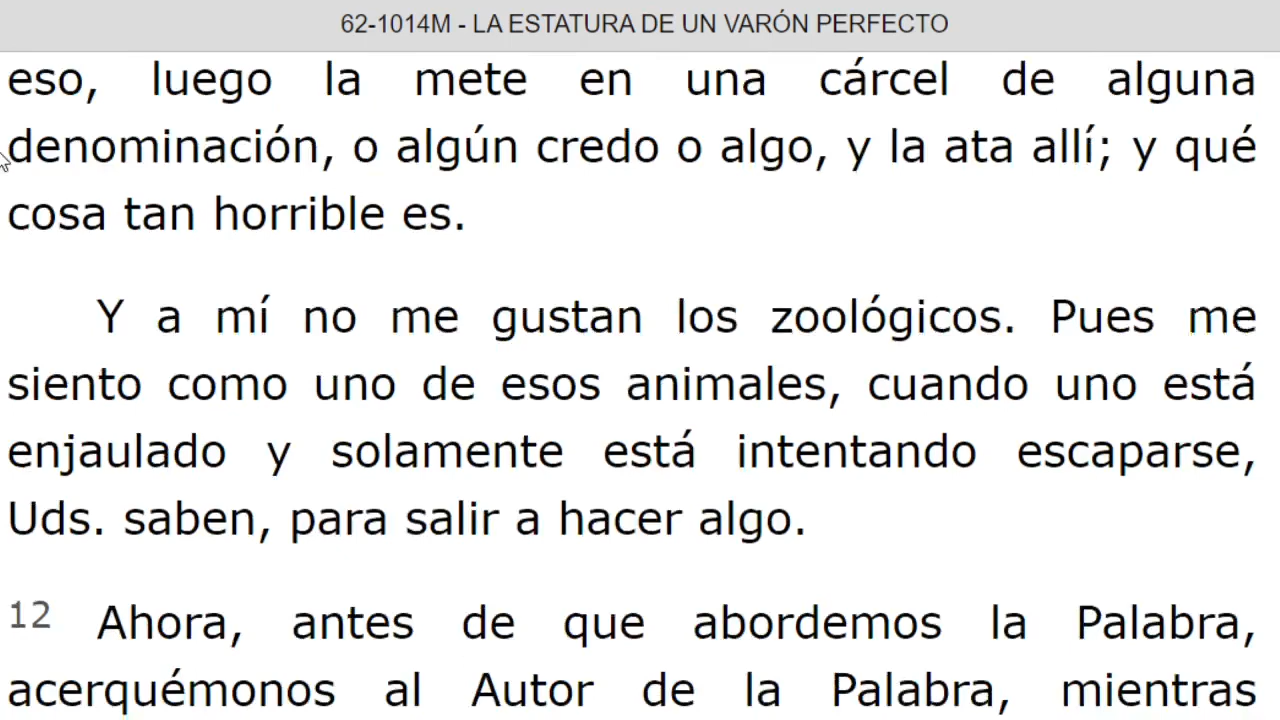 62-1014M - LA ESTATURA DE UN VARÓN PERFECTO
eso, luego la mete en una cárcel de alguna
denominación, o algún credo o algo, y la ata allí; y qué
cosa tan horrible es.
Y a mí no me gustan los zoológicos. Pues me
siento como uno de esos animales, cuando uno está
enjaulado y solamente está intentando escaparse,
Uds. saben, para salir a hacer algo.
12 Ahora, antes de que abordemos la Palabra,
acerquémonos al Autor de la Palabra, mientras